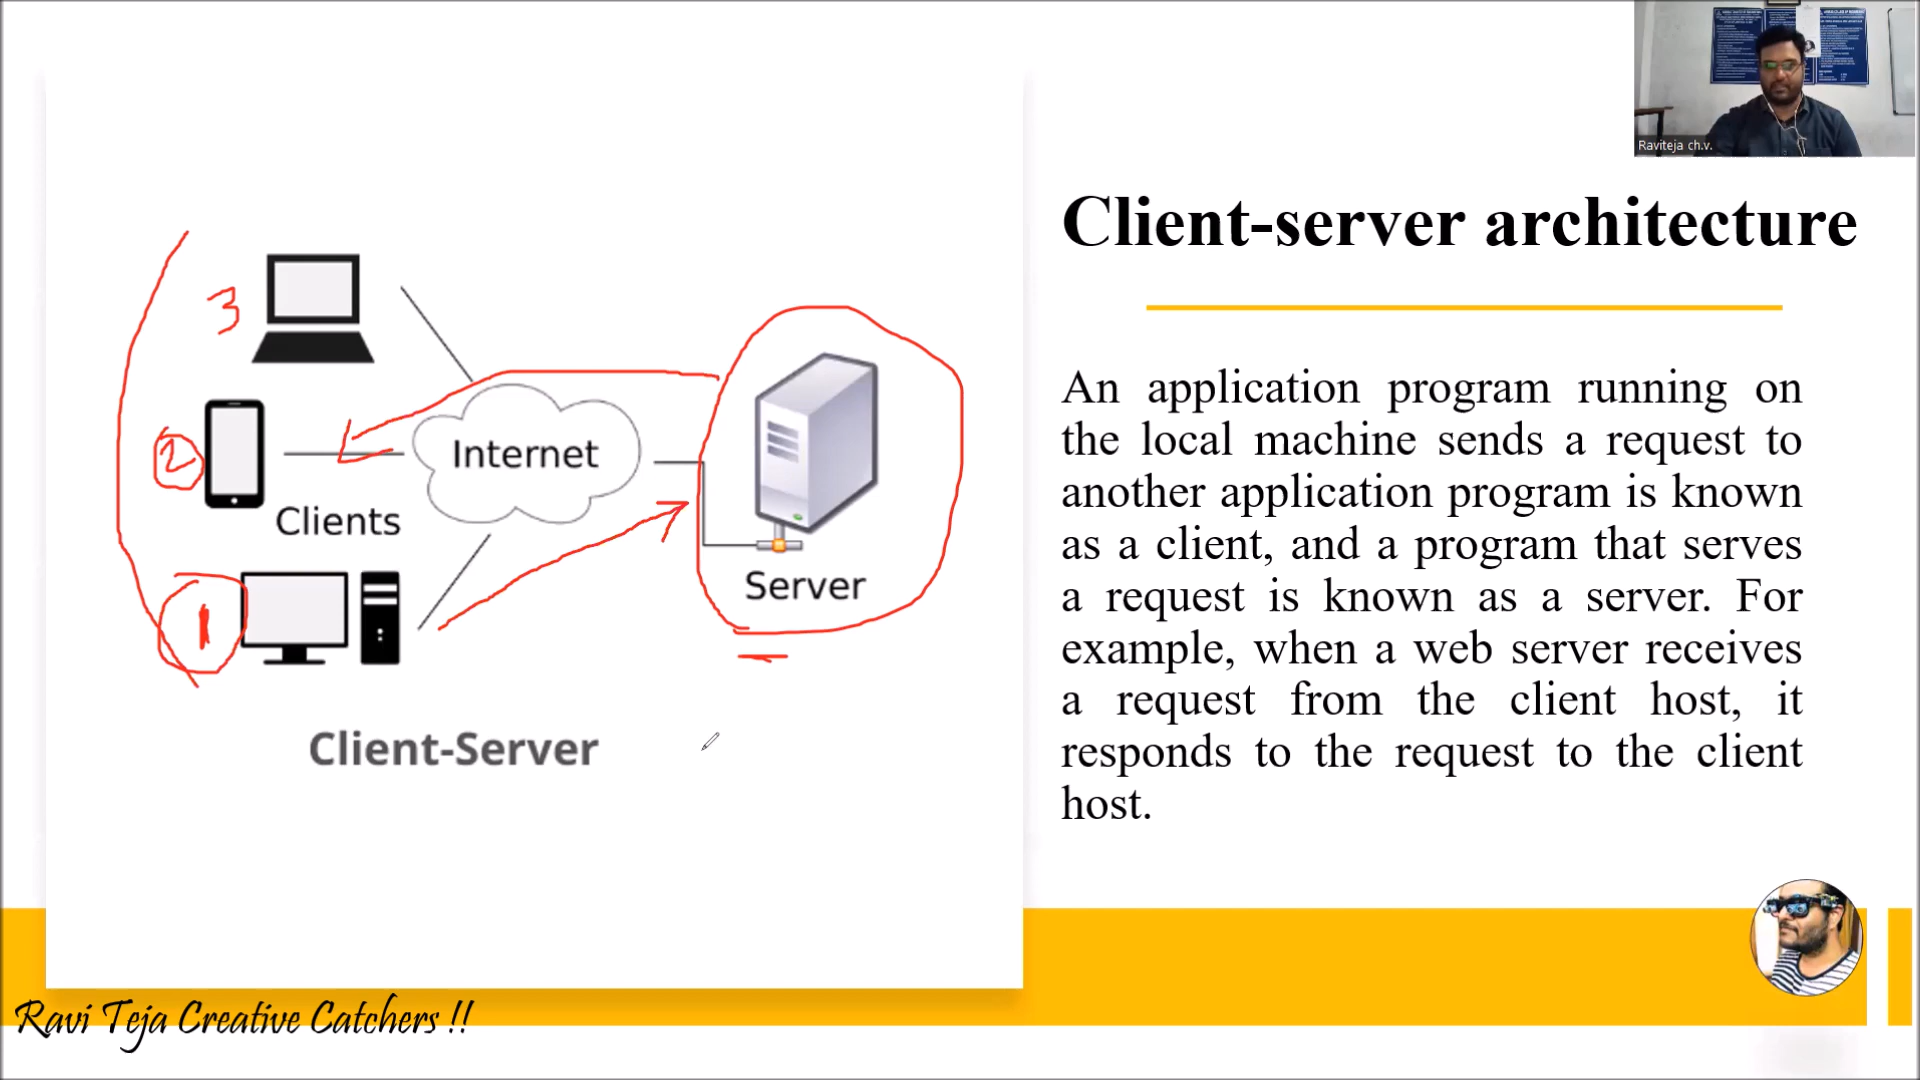 Raviteja ch.v.
Client-server architecture
3
Internet
2
Clients
1
Server
Client-Server
An application program running on
the local machine sends a request to
another application program is known
as a client, and a program that serves
a request is known as a server. For
example, when a web server receives
a request from the client host, it
responds to the request to the client
host.
Ravi Teja Creative Catchers !!